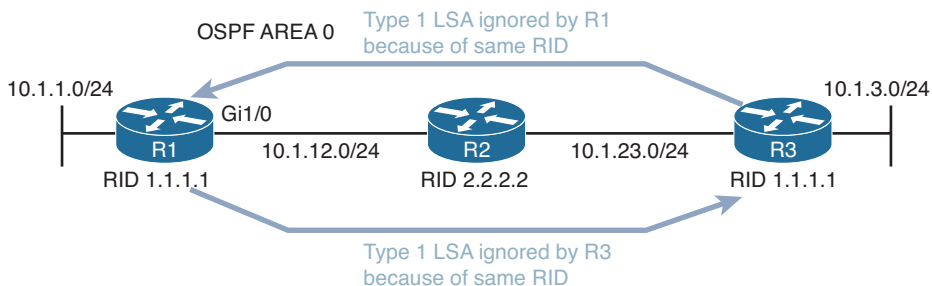 OSPF AREA 0
Type 1 LSA ignored by R1
because of same RID
10.1.1.0/24
10.1.3.0/24
Gi1/0
R1
R2
R3
10.1.12.0/24
10.1.23.0/24
RID 1.1.1.1
RID 2.2.2.2
RID 1.1.1.1
Type 1 LSA ignored by R3
because of same RID